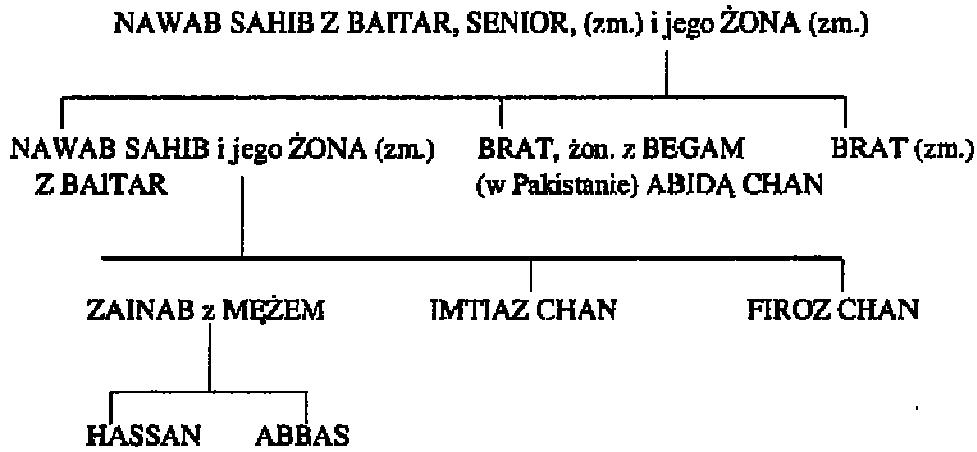 NAWAB SAHIB Z BAITAR, SENIOR, (zm.) i jego ŻONA (zm.)
NAWAB SAHIB i jego ŻONA (zm.) BRAT, żon. z BEGAM BRAT (zm.)
Z BAITAR (w Pakistanie) ABIDĄ CHAN
ZAINAB z MĘŻEM IMTIAZ CHAN FIROZ CHAN
HASSAN ABBAS